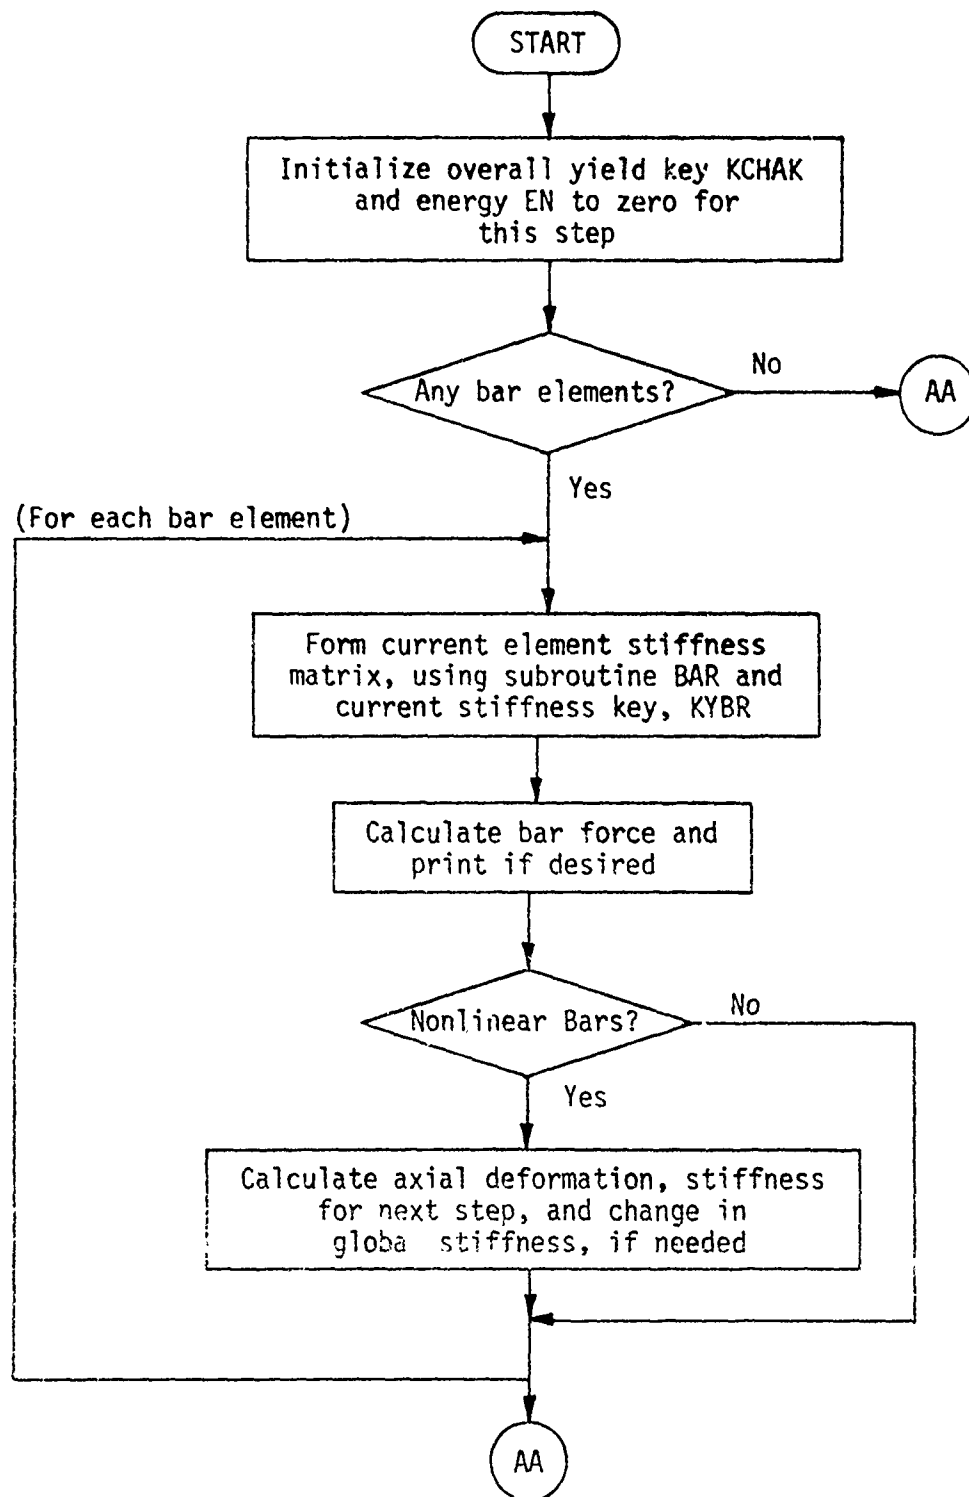 START
Initialize overall yield key KCHAK
and energy EN to zero for
this step
Any bar elements?
No
AA
Yes
(For each bar element)
Form current element stiffness
matrix, using subroutine BAR and
current stiffness key, KYBR
Calculate bar force and
print if desired
Nonlinear Bars?
No
Yes
Calculate axial deformation, stiffness
for next step, and change in
globa stiffness, if needed
AA